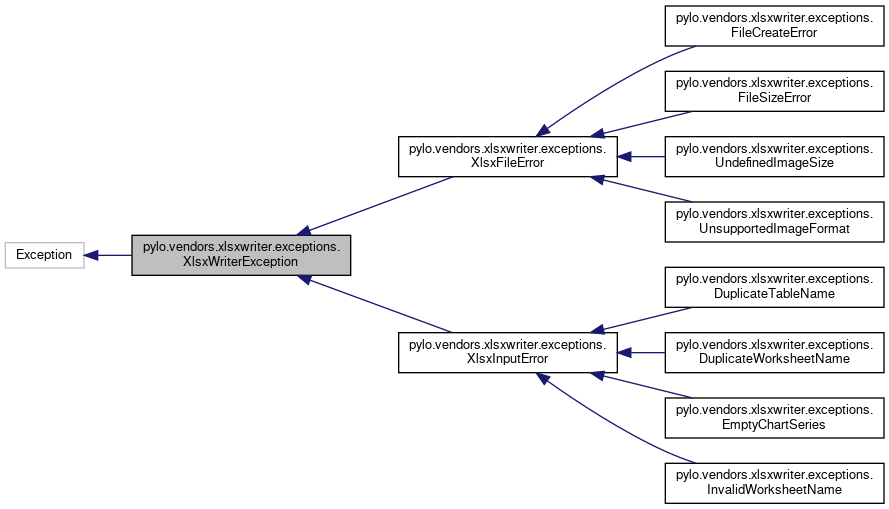 pylo.vendors.xlsxwriter.exceptions.
FileCreateError
pylo.vendors.xlsxwriter.exceptions.
FileSizeError
pylo.vendors.xlsxwriter.exceptions.
XlsxFileError
pylo.vendors.xlsxwriter.exceptions.
UndefinedImageSize
pylo.vendors.xlsxwriter.exceptions.
UnsupportedImageFormat
Exception
pylo.vendors.xlsxwriter.exceptions.
XlsxWriterException
pylo.vendors.xlsxwriter.exceptions.
DuplicateTableName
pylo.vendors.xlsxwriter.exceptions.
XlsxInputError
pylo.vendors.xlsxwriter.exceptions.
DuplicateWorksheetName
pylo.vendors.xlsxwriter.exceptions.
EmptyChartSeries
pylo.vendors.xlsxwriter.exceptions.
InvalidWorksheetName